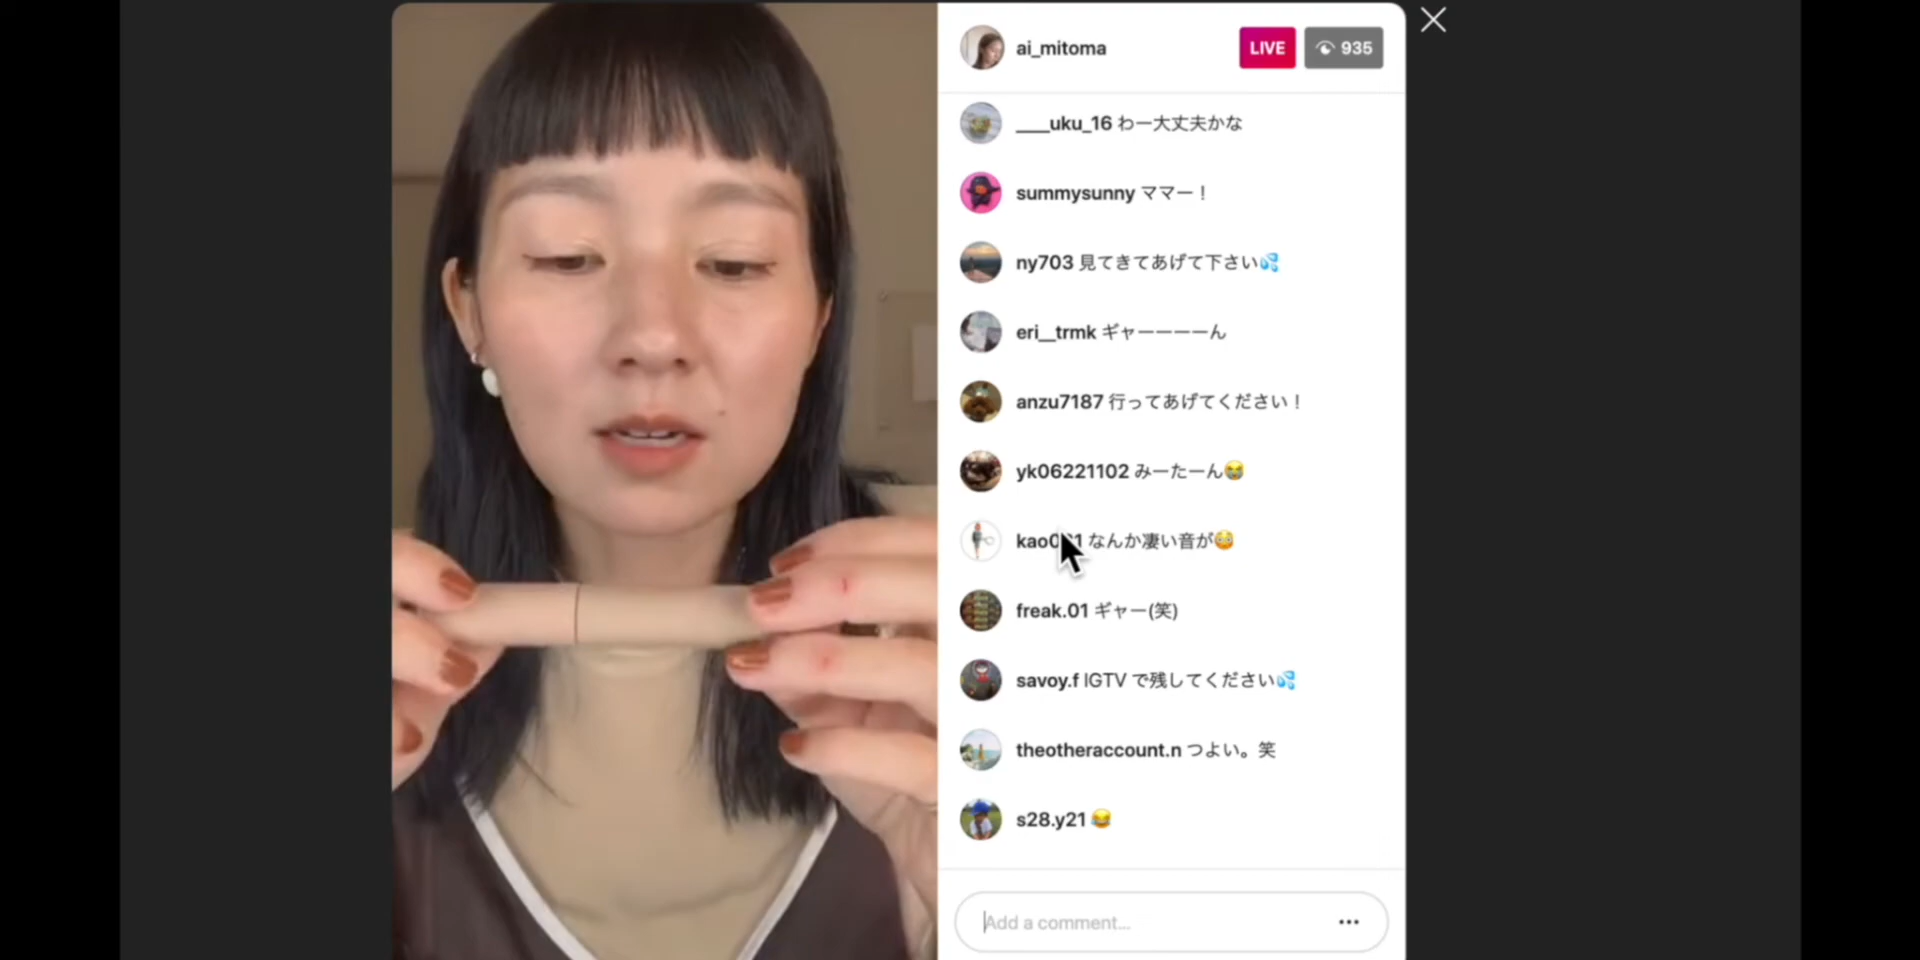 ai_mitoma LIVE 935
____uku_16 わー大丈夫かな
summysunny ママー！
ny703 見てきてあげて下さい💦
eri__trmk ギャーーーーん
anzu7187 行ってあげてください！
yk06221102 みーたーん😭
なんか凄い音が😳
freak.01 ギャー(笑)
savoy.f IGTV で残してください💦
theotheraccount.n つよい。笑
s28.y21 😂
Add a comment...